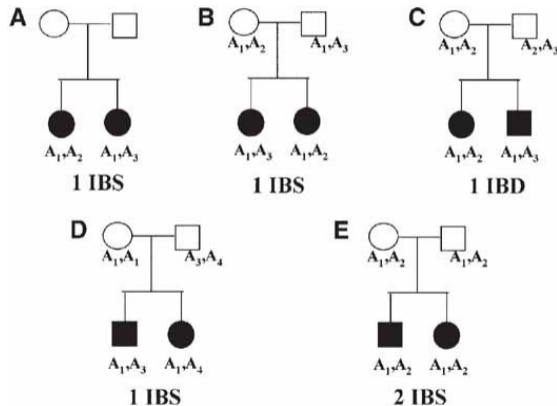 A B C
A1,A2 A1,A3 A1,A2 A2,A3
A1,A2 A1,A3 A1,A3 A1,A2 A1,A2 A1,A3
1 IBS 1 IBS 1 IBD
D E
A1,A1 A3,A4 A1,A2 A1,A2
A1,A3 A1,A4 A1,A2 A1,A2
1 IBS 2 IBS